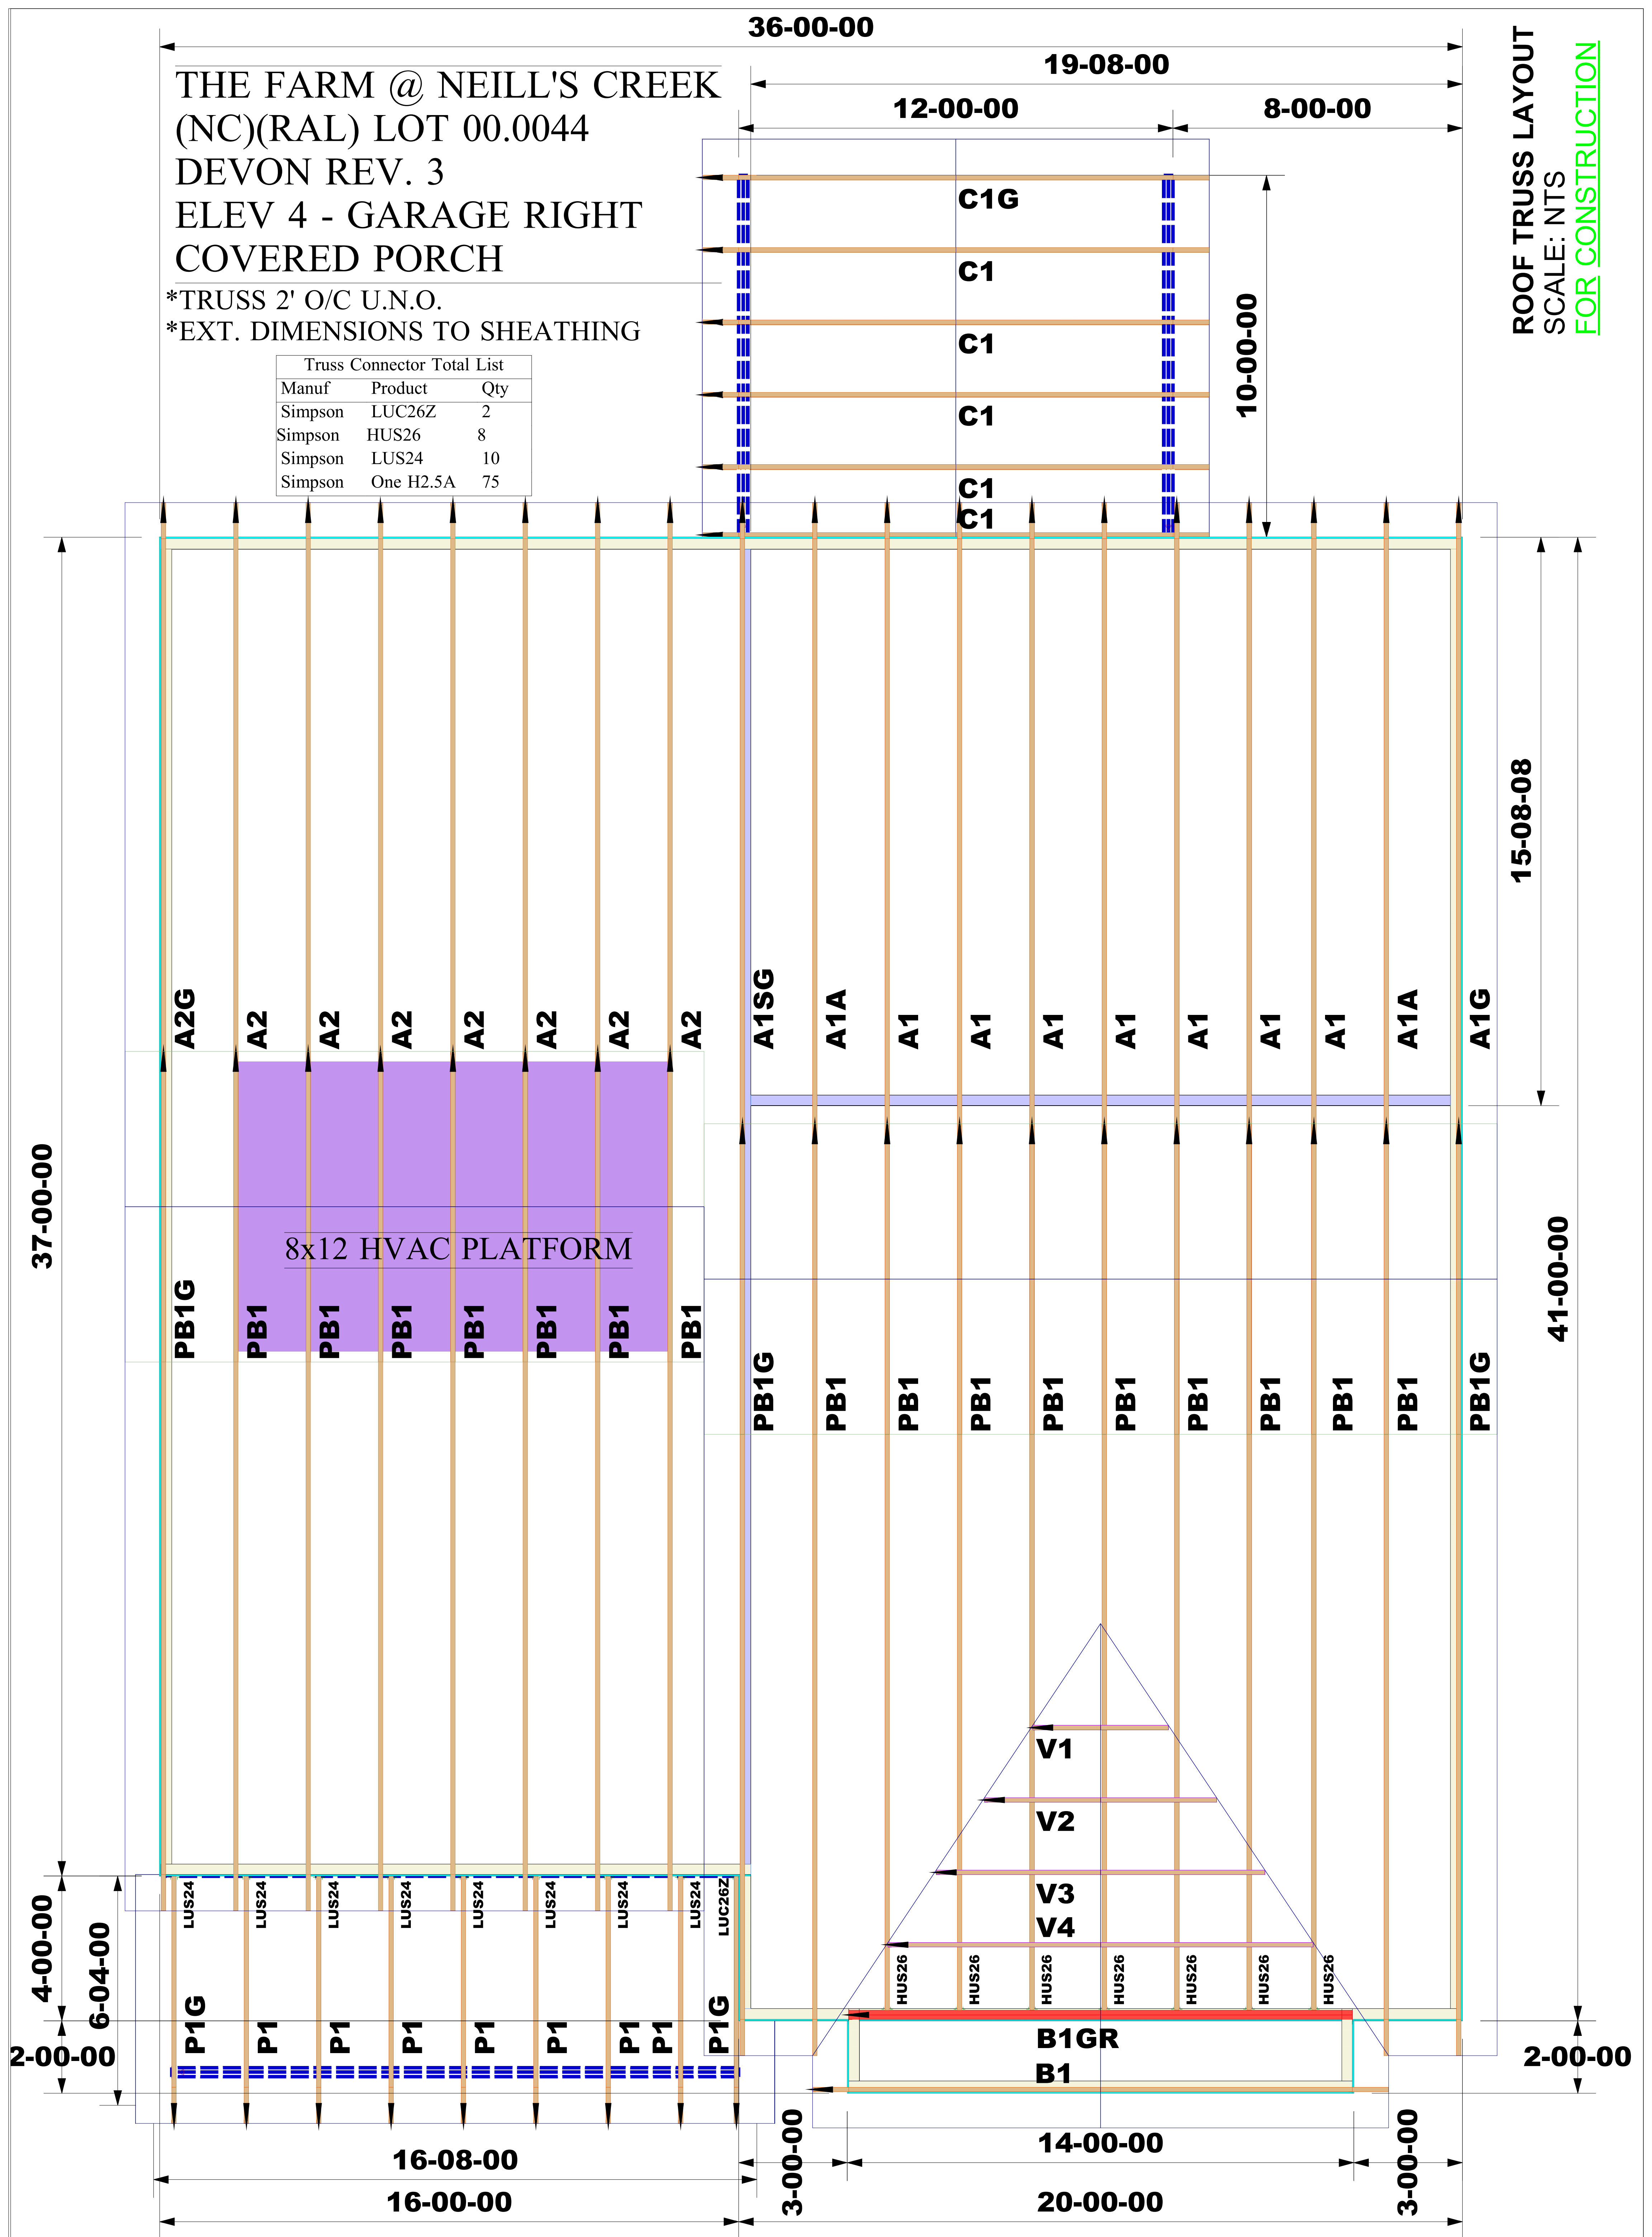 36-00-00
19-08-00
12-00-00
8-00-00
THE FARM @ NEILL'S CREEK
(NC)(RAL) LOT 00.0044
DEVON REV. 3
ELEV 4 - GARAGE RIGHT
COVERED PORCH
*TRUSS 2' O/C U.N.O.
*EXT. DIMENSIONS TO SHEATHING
Truss Connector Total List
Manuf Product Qty
Simpson LUC26Z 2
Simpson HUS26 8
Simpson LUS24 10
Simpson One H2.5A 75
ROOF TRUSS LAYOUT
SCALE: NTS
FOR CONSTRUCTION
C1G
C1
C1
C1
C1
C1
10-00-00
15-08-08
A2G A2 A2 A2 A2 A2 A2 A2 A1SG A1A A1 A1 A1 A1 A1 A1 A1 A1A A1G
37-00-00
41-00-00
8x12 HVAC PLATFORM
PB1G PB1 PB1 PB1 PB1 PB1 PB1 PB1
PB1G PB1 PB1 PB1 PB1 PB1 PB1 PB1 PB1 PB1 PB1G
V1
V2
V3
V4
LUS24 LUS24 LUS24 LUS24 LUS24 LUS24 LUS24 LUS24 LUC26Z
HUS26 HUS26 HUS26 HUS26 HUS26 HUS26 HUS26
4-00-00
6-04-00
P1G P1 P1 P1 P1 P1 P1 P1 P1G
B1GR
B1
2-00-00
2-00-00
3-00-00
14-00-00
3-00-00
16-08-00
16-00-00
20-00-00